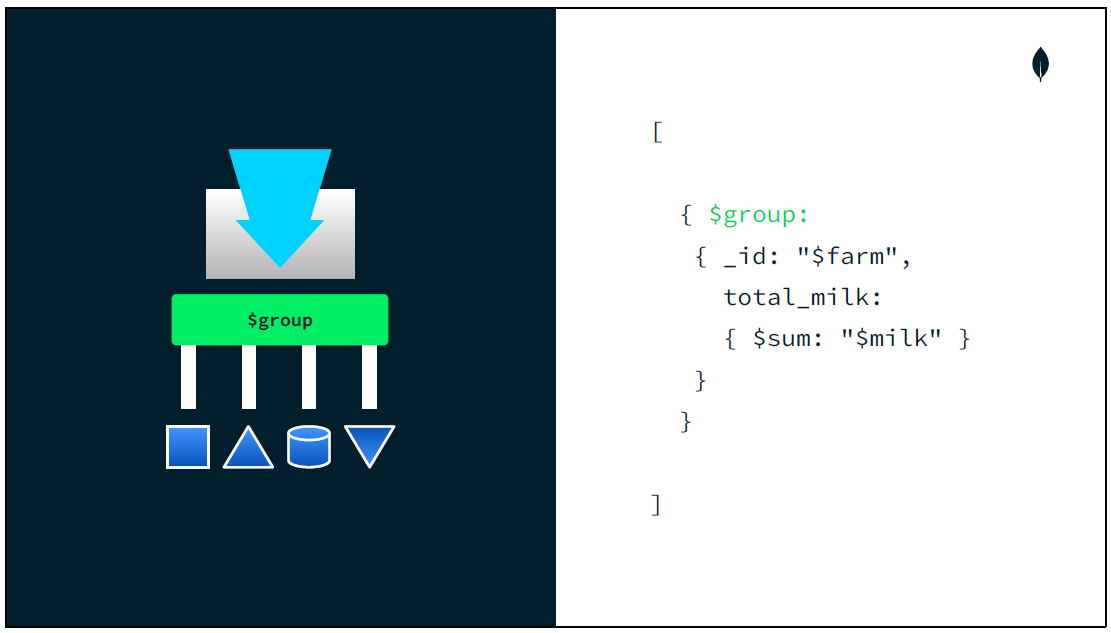 $group
[
{ $group:
{ _id: "$farm",
total_milk:
{ $sum: "$milk" }
}
}
]